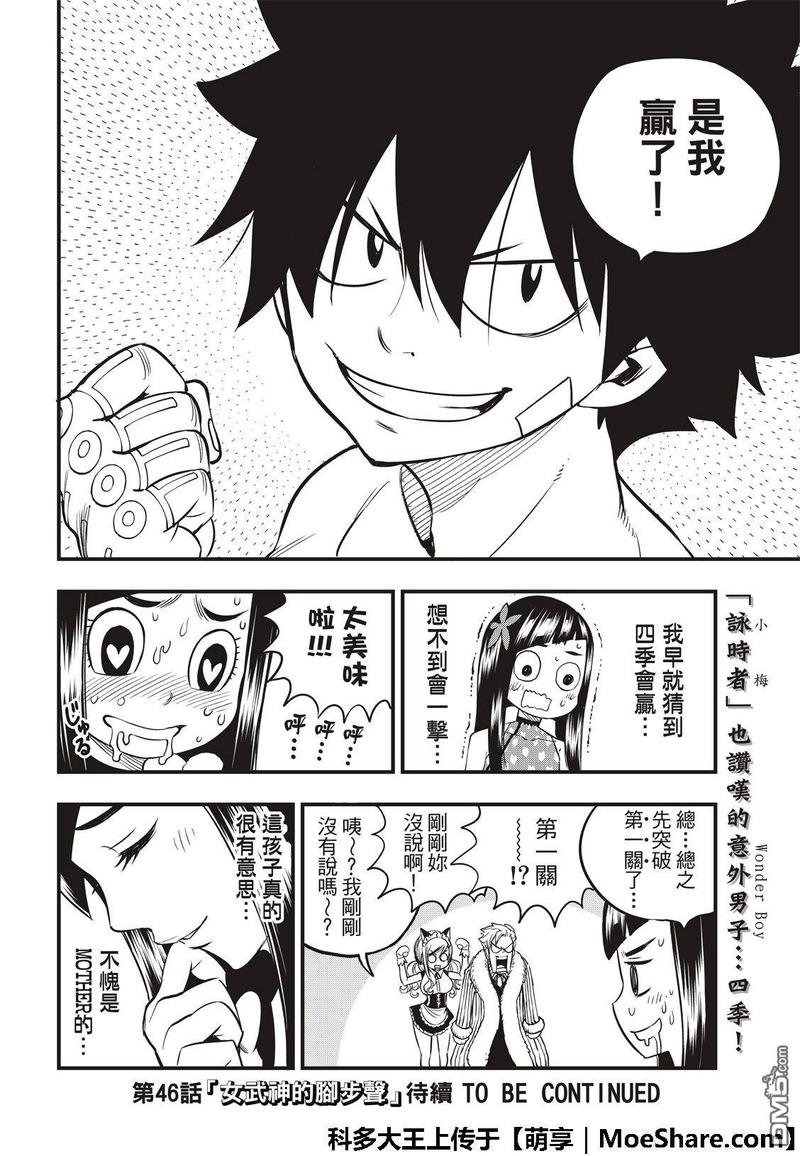 是我
贏了！
我早就猜到
四季會贏…
想不到會一擊…
太美味
啦!!!
呼…
呼…
呼…
じゅる
總…總之
先突破
第一關了…
第一關
～～!?
剛剛妳
沒說啊！
咦～？我剛剛
沒有說嗎～？
這孩子真的
很有意思…
不愧是
MOTHER的…
「詠時者」也讚嘆的意外男子…四季！
小梅
Wonder Boy
第46話「女武神的腳步聲」待續 TO BE CONTINUED
科多大王上传于【萌享｜MoeShare.com】
DM5.com